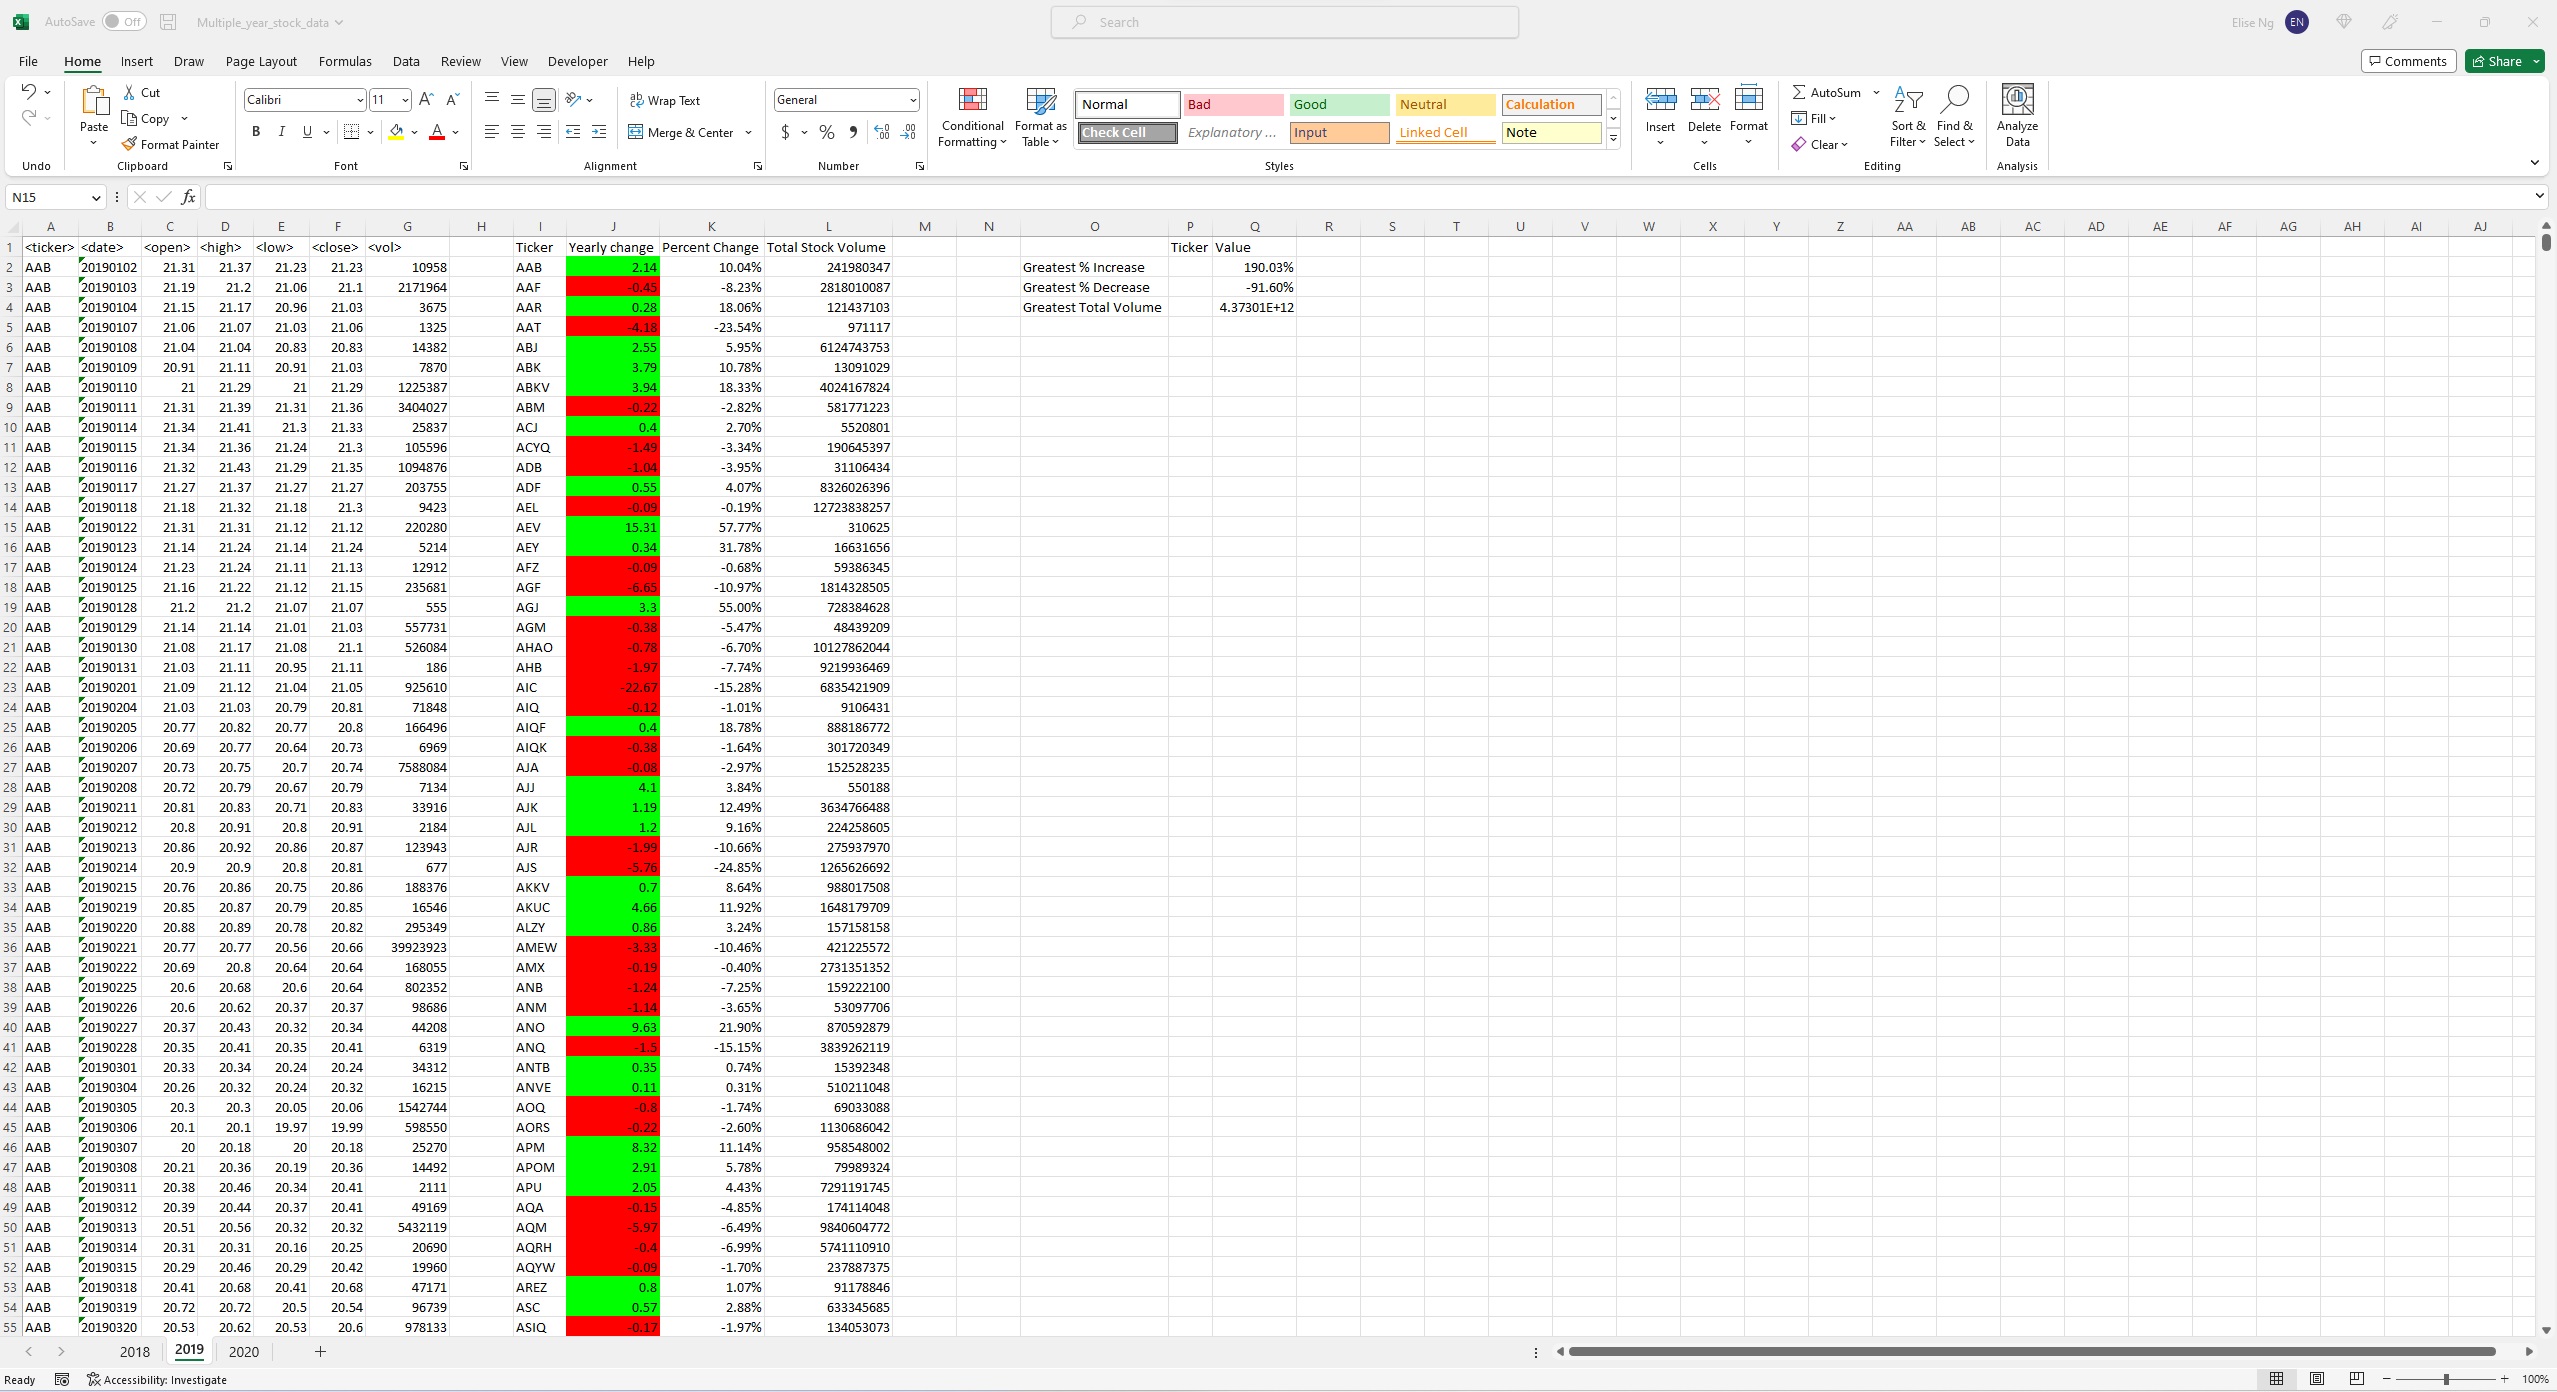 AutoSave Off Multiple_year_stock_data Search Elise Ng EN
File Home Insert Draw Page Layout Formulas Data Review View Developer Help Comments Share
Cut Calibri 11 Wrap Text General Normal Bad Good Neutral Calculation AutoSum
Paste Copy Conditional Formatting Format as Table Insert Delete Format Fill Sort & Filter Find & Select Analyze Data
Format Painter B I U Merge & Center $ % Check Cell Explanatory ... Input Linked Cell Note Clear
Undo Clipboard Font Alignment Number Styles Cells Editing Analysis
N15 fx
A B C D E F G H I J K L M N O P Q R S T U V W X Y Z AA AB AC AD AE AF AG AH AI AJ
1 <ticker> <date> <open> <high> <low> <close> <vol> Ticker Yearly change Percent Change Total Stock Volume Ticker Value
2 AAB 20190102 21.31 21.37 21.23 21.23 10958 AAB 2.14 10.04% 241980347 Greatest % Increase 190.03%
3 AAB 20190103 21.19 21.2 21.06 21.1 2171964 AAF -0.45 -8.23% 2818010087 Greatest % Decrease -91.60%
4 AAB 20190104 21.15 21.17 20.96 21.03 3675 AAR 0.28 18.06% 121437103 Greatest Total Volume 4.37301E+12
5 AAB 20190107 21.06 21.07 21.03 21.06 1325 AAT -4.18 -23.54% 971117
6 AAB 20190108 21.04 21.04 20.83 20.83 14382 ABJ 2.55 5.95% 6124743753
7 AAB 20190109 20.91 21.11 20.91 21.03 7870 ABK 3.79 10.78% 13091029
8 AAB 20190110 21 21.29 21 21.29 1225387 ABKV 3.94 18.33% 4024167824
9 AAB 20190111 21.31 21.39 21.31 21.36 3404027 ABM -0.22 -2.82% 581771223
10 AAB 20190114 21.34 21.41 21.3 21.33 25837 ACJ 0.4 2.70% 5520801
11 AAB 20190115 21.34 21.36 21.24 21.3 105596 ACYQ -1.49 -3.34% 190645397
12 AAB 20190116 21.32 21.43 21.29 21.35 1094876 ADB -1.04 -3.95% 31106434
13 AAB 20190117 21.27 21.37 21.27 21.27 203755 ADF 0.55 4.07% 8326026396
14 AAB 20190118 21.18 21.32 21.18 21.3 9423 AEL -0.09 -0.19% 12723838257
15 AAB 20190122 21.31 21.31 21.12 21.12 220280 AEV 15.31 57.77% 310625
16 AAB 20190123 21.14 21.24 21.14 21.24 5214 AEY 0.34 31.78% 16631656
17 AAB 20190124 21.23 21.24 21.11 21.13 12912 AFZ -0.09 -0.68% 59386345
18 AAB 20190125 21.16 21.22 21.12 21.15 235681 AGF -6.65 -10.97% 1814328505
19 AAB 20190128 21.2 21.2 21.07 21.07 555 AGJ 3.3 55.00% 728384628
20 AAB 20190129 21.14 21.14 21.01 21.03 557731 AGM -0.38 -5.47% 48439209
21 AAB 20190130 21.08 21.17 21.08 21.1 526084 AHAO -0.78 -6.70% 10127862044
22 AAB 20190131 21.03 21.11 20.95 21.11 186 AHB -1.97 -7.74% 9219936469
23 AAB 20190201 21.09 21.12 21.04 21.05 925610 AIC -22.67 -15.28% 6835421909
24 AAB 20190204 21.03 21.03 20.79 20.81 71848 AIQ -0.12 -1.01% 9106431
25 AAB 20190205 20.77 20.82 20.77 20.8 166496 AIQF 0.4 18.78% 888186772
26 AAB 20190206 20.69 20.77 20.64 20.73 6969 AIQK -0.38 -1.64% 301720349
27 AAB 20190207 20.73 20.75 20.7 20.74 7588084 AJA -0.08 -2.97% 152528235
28 AAB 20190208 20.72 20.79 20.67 20.79 7134 AJJ 4.1 3.84% 550188
29 AAB 20190211 20.81 20.83 20.71 20.83 33916 AJK 1.19 12.49% 3634766488
30 AAB 20190212 20.8 20.91 20.8 20.91 2184 AJL 1.2 9.16% 224258605
31 AAB 20190213 20.86 20.92 20.86 20.87 123943 AJR -1.99 -10.66% 275937970
32 AAB 20190214 20.9 20.9 20.8 20.81 677 AJS -5.76 -24.85% 1265626692
33 AAB 20190215 20.76 20.86 20.75 20.86 188376 AKKV 0.7 8.64% 988017508
34 AAB 20190219 20.85 20.87 20.79 20.85 16546 AKUC 4.66 11.92% 1648179709
35 AAB 20190220 20.88 20.89 20.78 20.82 295349 ALZY 0.86 3.24% 157158158
36 AAB 20190221 20.77 20.77 20.56 20.66 39923923 AMEW -3.33 -10.46% 421225572
37 AAB 20190222 20.69 20.8 20.64 20.64 168055 AMX -0.19 -0.40% 2731351352
38 AAB 20190225 20.6 20.68 20.6 20.64 802352 ANB -1.24 -7.25% 159222100
39 AAB 20190226 20.6 20.62 20.37 20.37 98686 ANM -1.14 -3.65% 53097706
40 AAB 20190227 20.37 20.43 20.32 20.34 44208 ANO 9.63 21.90% 870592879
41 AAB 20190228 20.35 20.41 20.35 20.41 6319 ANQ -1.5 -15.15% 3839262119
42 AAB 20190301 20.33 20.34 20.24 20.24 34312 ANTB 0.35 0.74% 15392348
43 AAB 20190304 20.26 20.32 20.24 20.32 16215 ANVE 0.11 0.31% 510211048
44 AAB 20190305 20.3 20.3 20.05 20.06 1542744 AOQ -0.8 -1.74% 69033088
45 AAB 20190306 20.1 20.1 19.97 19.99 598550 AORS -0.22 -2.60% 1130686042
46 AAB 20190307 20 20.18 20 20.18 25270 APM 8.32 11.14% 958548002
47 AAB 20190308 20.21 20.36 20.19 20.36 14492 APOM 2.91 5.78% 79989324
48 AAB 20190311 20.38 20.46 20.34 20.41 2111 APU 2.05 4.43% 7291191745
49 AAB 20190312 20.39 20.44 20.37 20.41 49169 AQA -0.15 -4.85% 174114048
50 AAB 20190313 20.51 20.56 20.32 20.32 5432119 AQM -5.97 -6.49% 9840604772
51 AAB 20190314 20.31 20.31 20.16 20.25 20690 AQRH -0.4 -6.99% 5741110910
52 AAB 20190315 20.29 20.46 20.29 20.42 19960 AQYW -0.09 -1.70% 237887375
53 AAB 20190318 20.41 20.68 20.41 20.68 47171 AREZ 0.8 1.07% 91178846
54 AAB 20190319 20.72 20.72 20.5 20.54 96739 ASC 0.57 2.88% 633345685
55 AAB 20190320 20.53 20.62 20.53 20.6 978133 ASIQ -0.17 -1.97% 134053073
2018 2019 2020
Ready Accessibility: Investigate 100%